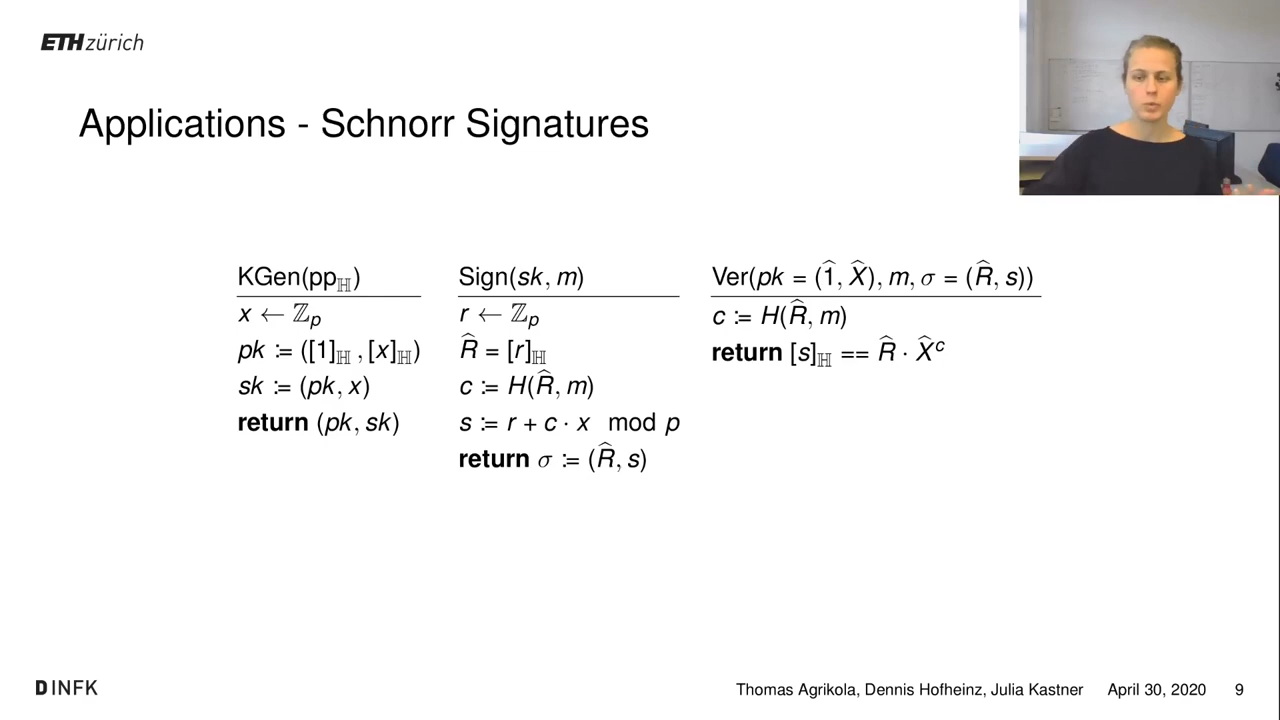 ETH zürich
Applications - Schnorr Signatures
KGen(pp_ℍ)
x ← ℤ_p
pk := ([1]_ℍ, [x]_ℍ)
sk := (pk, x)
return (pk, sk)
Sign(sk, m)
r ← ℤ_p
R̂ = [r]_ℍ
c := H(R̂, m)
s := r + c · x mod p
return σ := (R̂, s)
Ver(pk = (1̂, X̂), m, σ = (R̂, s))
c := H(R̂, m)
return [s]_ℍ == R̂ · X̂^c
D INFK
Thomas Agrikola, Dennis Hofheinz, Julia Kastner April 30, 2020 9